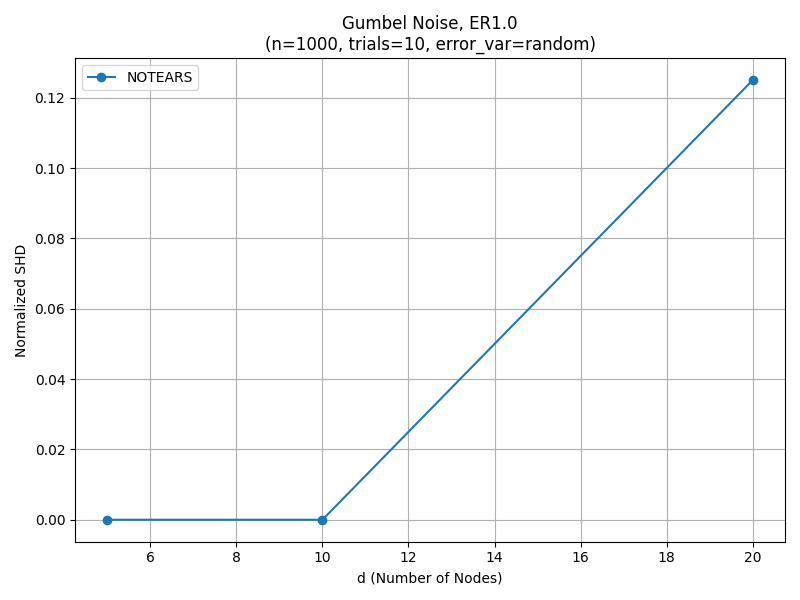 Gumbel Noise, ER1.0
(n=1000, trials=10, error_var=random)
NOTEARS
0.12
0.10
0.08
0.06
0.04
0.02
0.00
Normalized SHD
6 8 10 12 14 16 18 20
d (Number of Nodes)